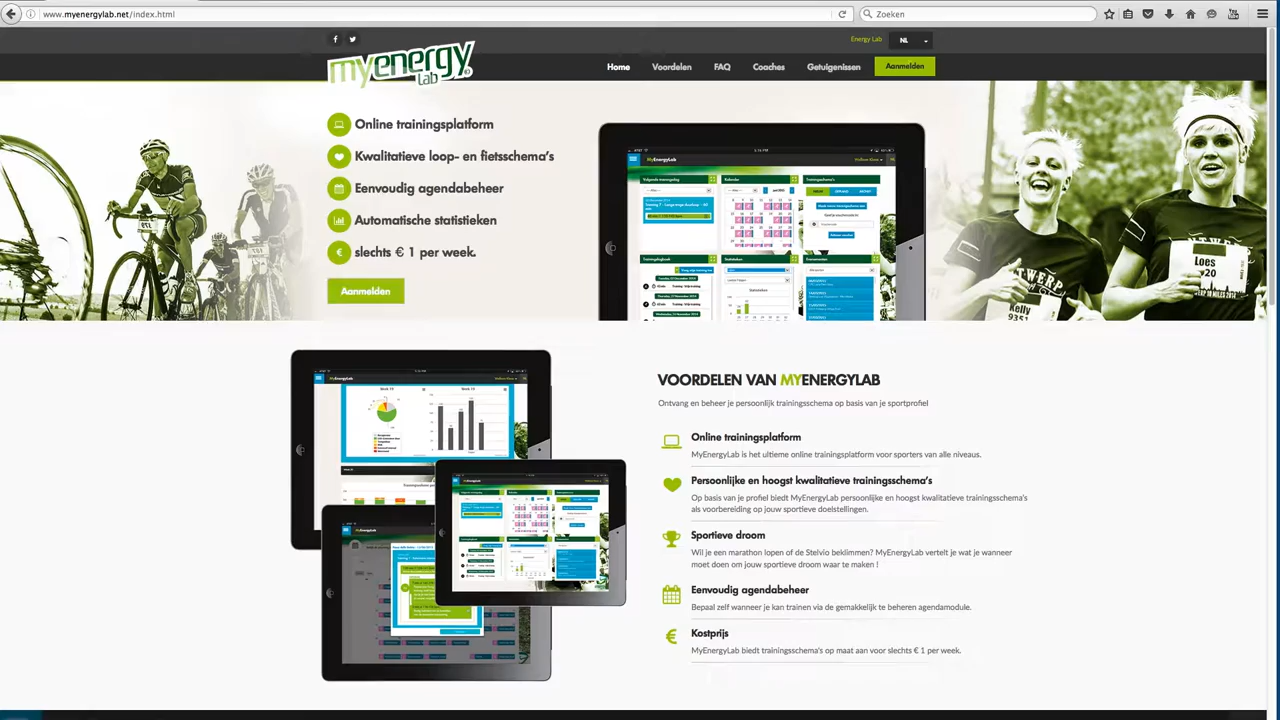 www.myenergylab.net/index.html
Zoeken
Energy Lab
NL
myenergy
lab
Home
Voordelen
FAQ
Coaches
Getuigenissen
Aanmelden
Online trainingsplatform
Kwalitatieve loop- en fietsschema's
Eenvoudig agendabeheer
Automatische statistieken
€ slechts € 1 per week.
Aanmelden
MyEnergyLab
Kelly
9351
Loes
MyEnergyLab
MyEnergyLab
VOORDELEN VAN MYENERGYLAB
Ontvang en beheer je persoonlijk trainingsschema op basis van je sportprofiel
Online trainingsplatform
MyEnergyLab is het ultieme online trainingsplatform voor sporters van alle niveaus.
Persoonlijke en hoogst kwalitatieve trainingsschema's
Op basis van je profiel biedt MyEnergyLab persoonlijke en hoogst kwalitatieve trainingsschema's
als voorbereiding op jouw sportieve doelstellingen.
Sportieve droom
Wil je een marathon lopen of de Stelvio beklimmen? MyEnergyLab vertelt je wat je wanneer
moet doen om jouw sportieve droom waar te maken !
Eenvoudig agendabeheer
Bepaal zelf wanneer je kan trainen via de gemakkelijk te beheren agendamodule.
€ Kostprijs
MyEnergyLab biedt trainingsschema's op maat aan voor slechts € 1 per week.